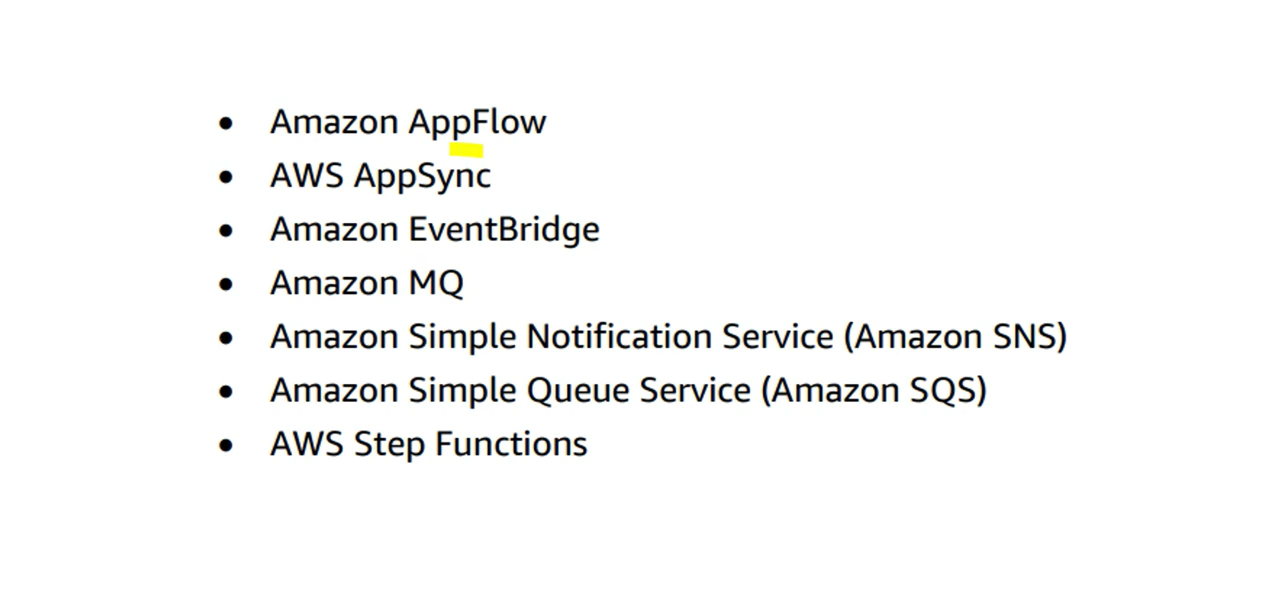 • Amazon AppFlow
• AWS AppSync
• Amazon EventBridge
• Amazon MQ
• Amazon Simple Notification Service (Amazon SNS)
• Amazon Simple Queue Service (Amazon SQS)
• AWS Step Functions